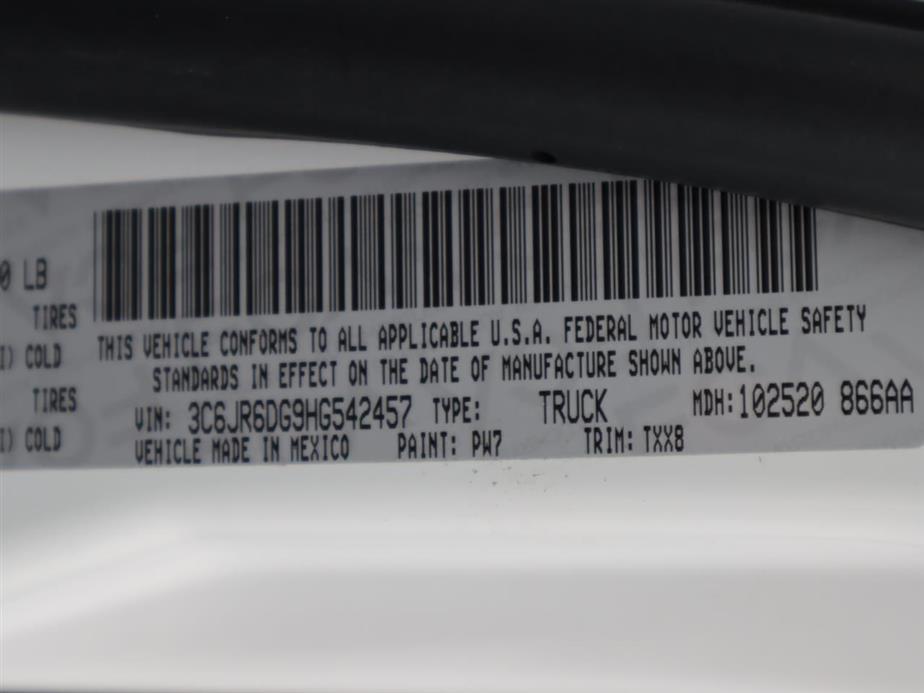 0 LB
TIRES
I) COLD
TIRES
I) COLD
THIS VEHICLE CONFORMS TO ALL APPLICABLE U.S.A. FEDERAL MOTOR VEHICLE SAFETY
STANDARDS IN EFFECT ON THE DATE OF MANUFACTURE SHOWN ABOVE.
VIN: 3C6JR6DG9HG542457 TYPE: TRUCK MDH: 102520 866AA
VEHICLE MADE IN MEXICO PAINT: PW7 TRIM: TXX8